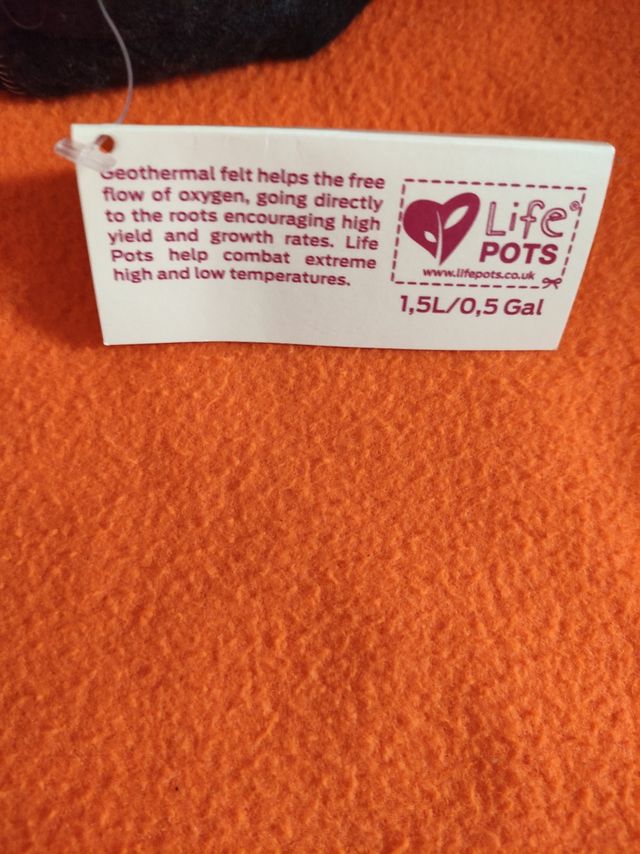 Geothermal felt helps the free
flow of oxygen, going directly
to the roots encouraging high
yield and growth rates. Life
Pots help combat extreme
high and low temperatures.
Life®
POTS
www.lifepots.co.uk
1,5L/0,5 Gal